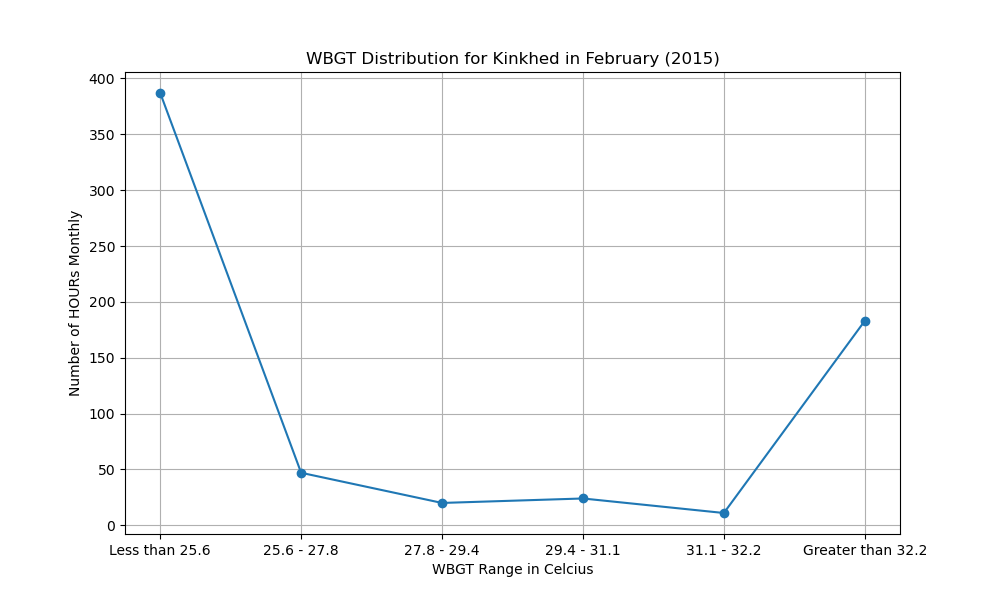 WBGT Distribution for Kinkhed in February (2015)
Number of HOURs Monthly
400
350
300
250
200
150
100
50
0
Less than 25.6 25.6 - 27.8 27.8 - 29.4 29.4 - 31.1 31.1 - 32.2 Greater than 32.2
WBGT Range in Celcius